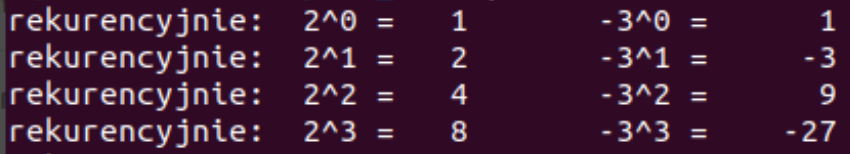 rekurencyjnie:  2^0 =   1       -3^0 =      1
rekurencyjnie:  2^1 =   2       -3^1 =     -3
rekurencyjnie:  2^2 =   4       -3^2 =      9
rekurencyjnie:  2^3 =   8       -3^3 =    -27